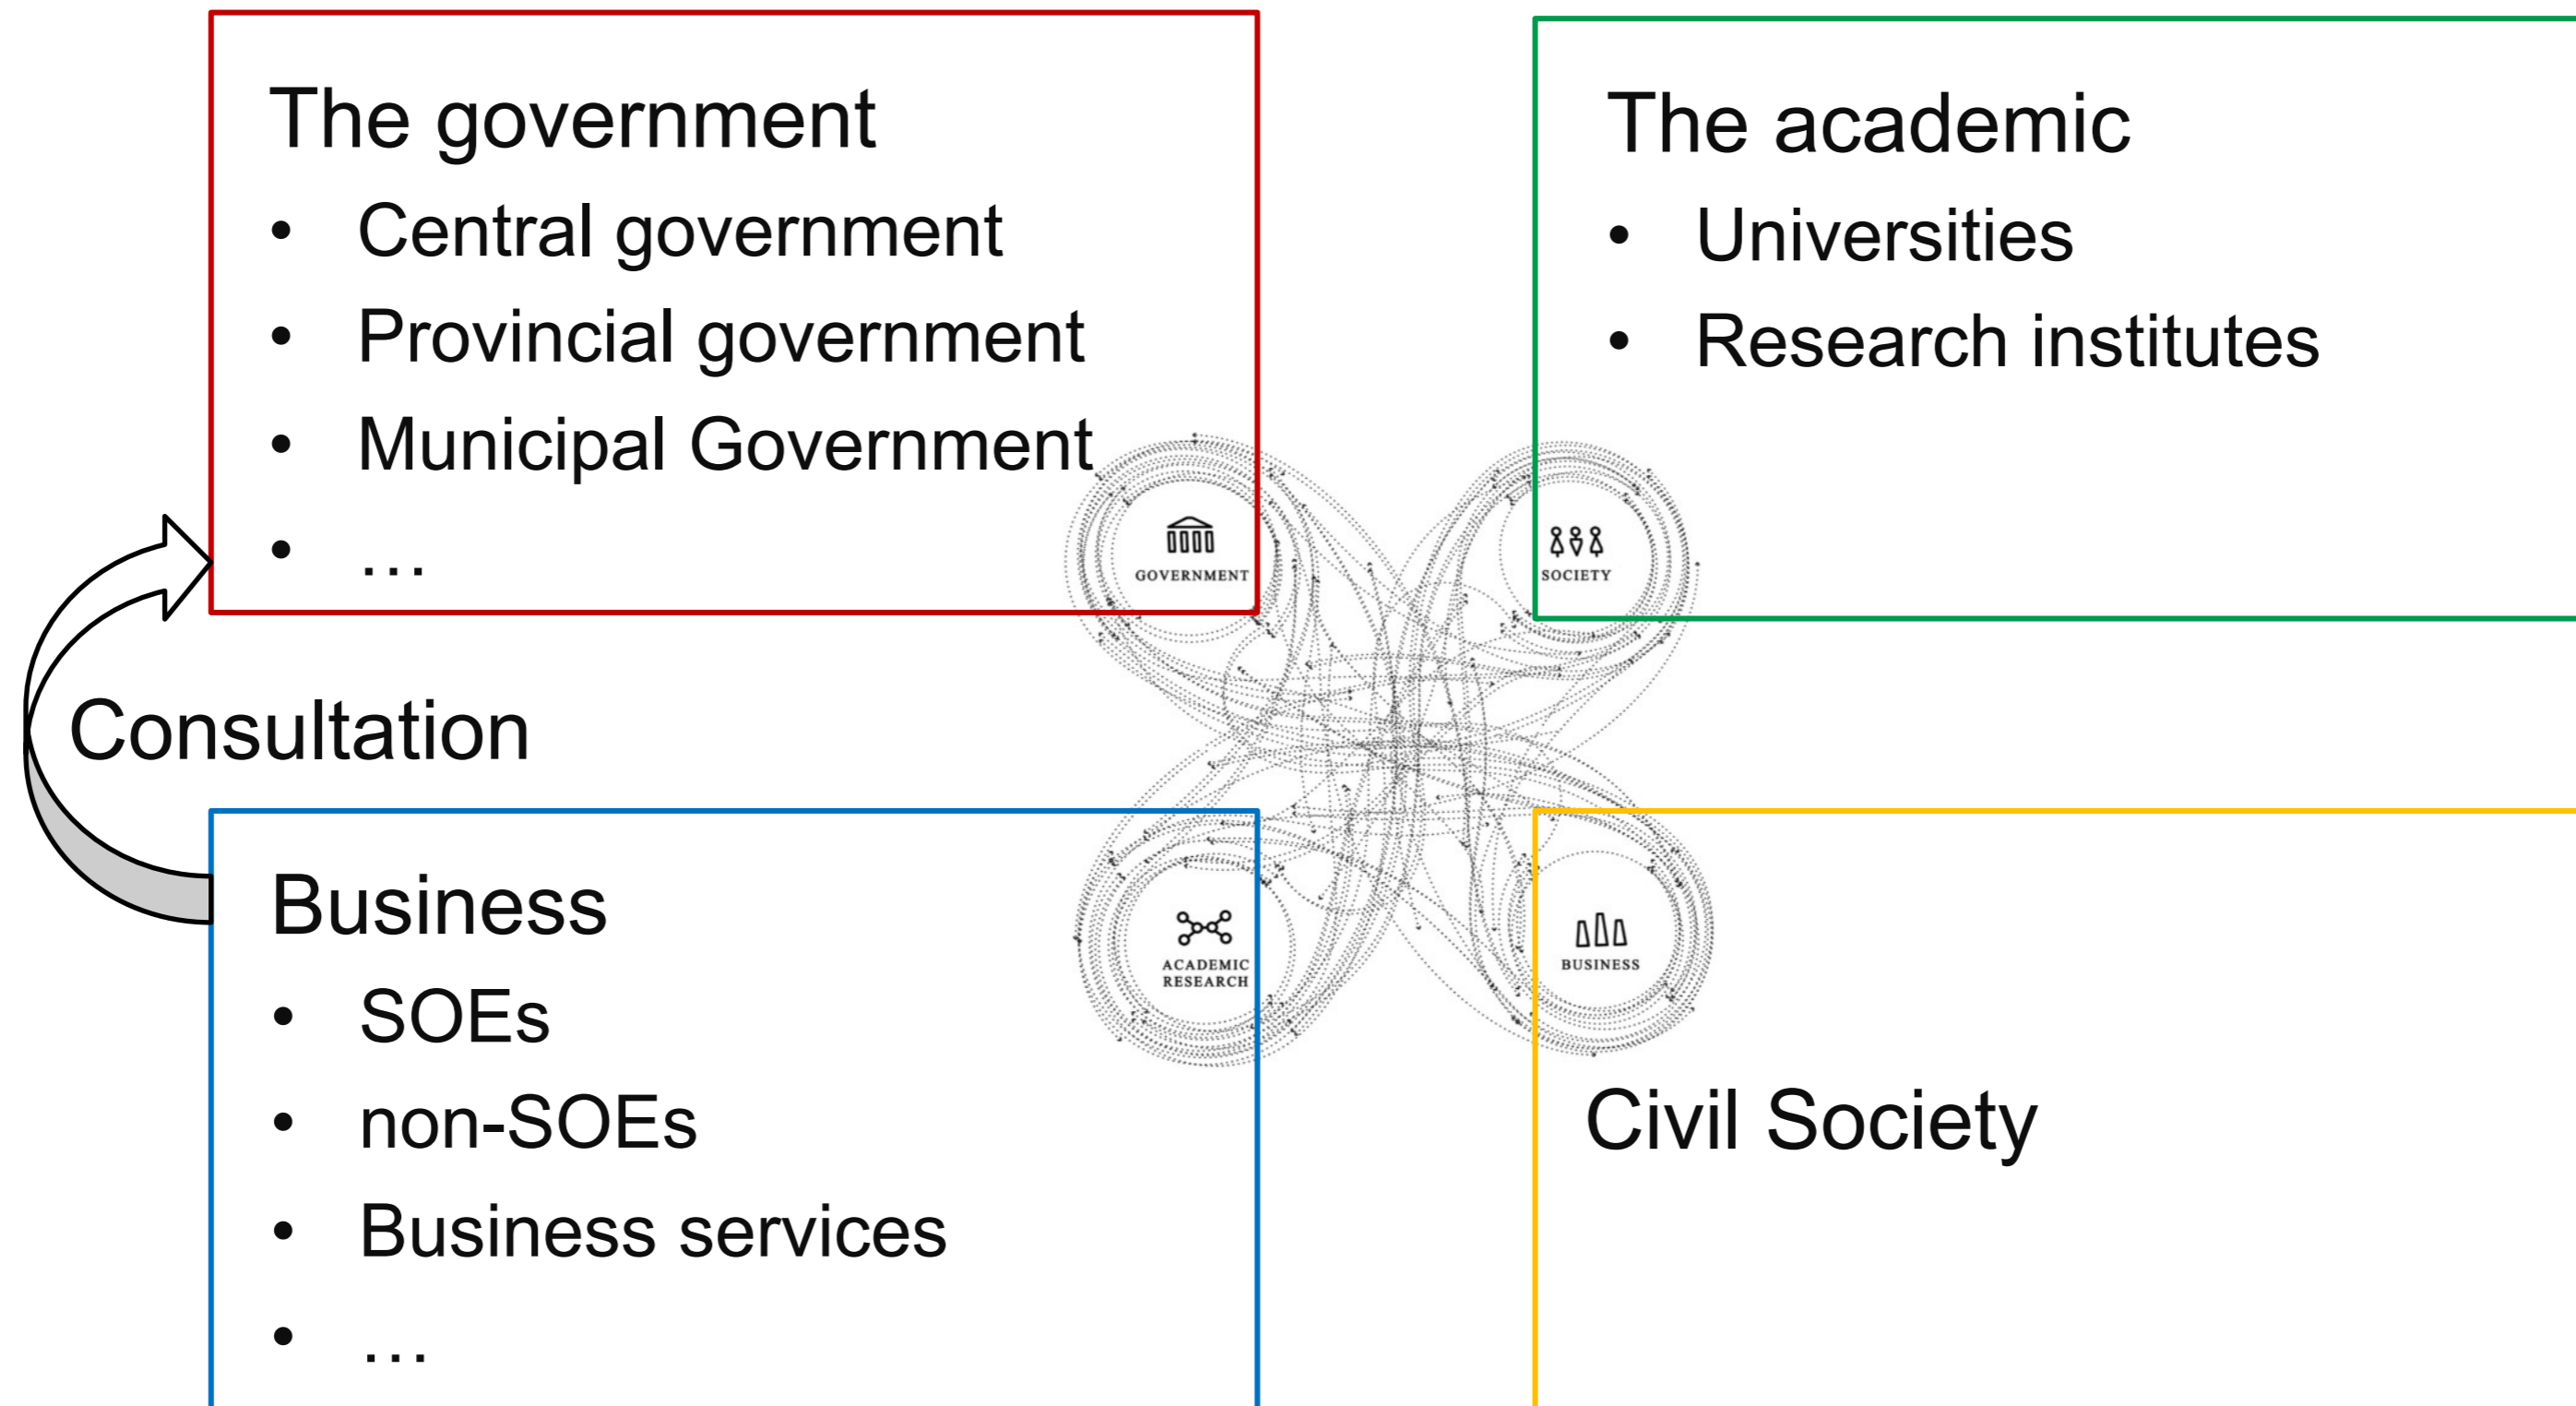 The government
• Central government
• Provincial government
• Municipal Government
• …
The academic
• Universities
• Research institutes
GOVERNMENT
SOCIETY
Consultation
Business
• SOEs
• non-SOEs
• Business services
• …
ACADEMIC
RESEARCH
BUSINESS
Civil Society